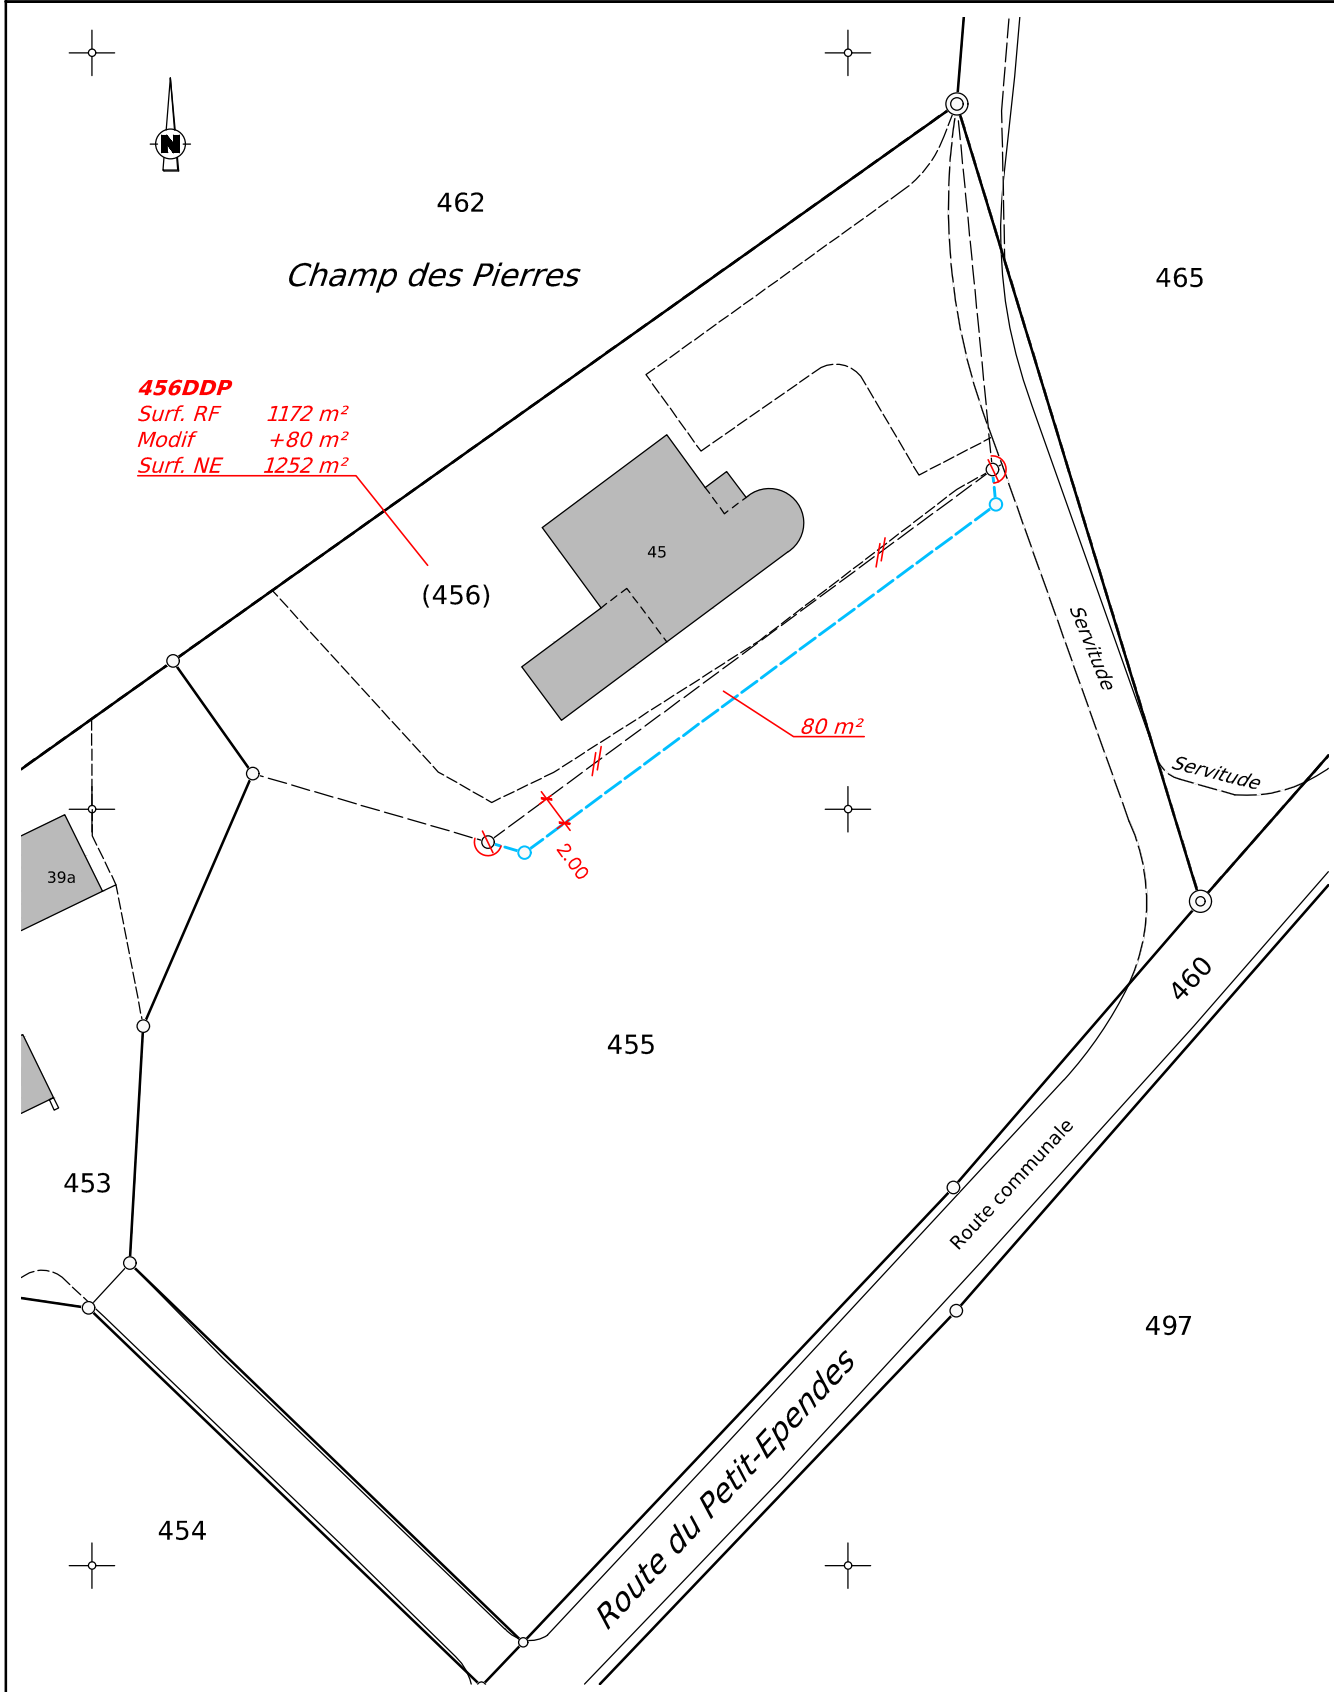 N
462
Champ des Pierres
465
456DDP
Surf. RF 1172 m²
Modif +80 m²
Surf. NE 1252 m²
45
(456)
Servitude
80 m²
Servitude
2.00
39a
460
455
Route communale
453
497
Route du Petit-Ependes
454